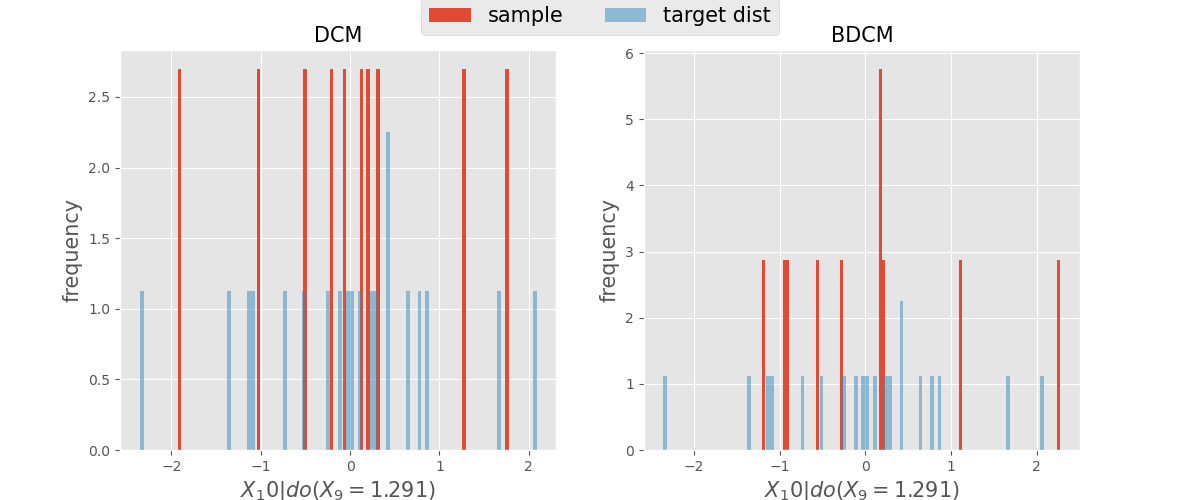 sample target dist
DCM
BDCM
frequency
2.5
2.0
1.5
1.0
0.5
0.0
−2 −1 0 1 2
X₁0|do(X₉ = 1.291)
frequency
6
5
4
3
2
1
0
−2 −1 0 1 2
X₁0|do(X₉ = 1.291)